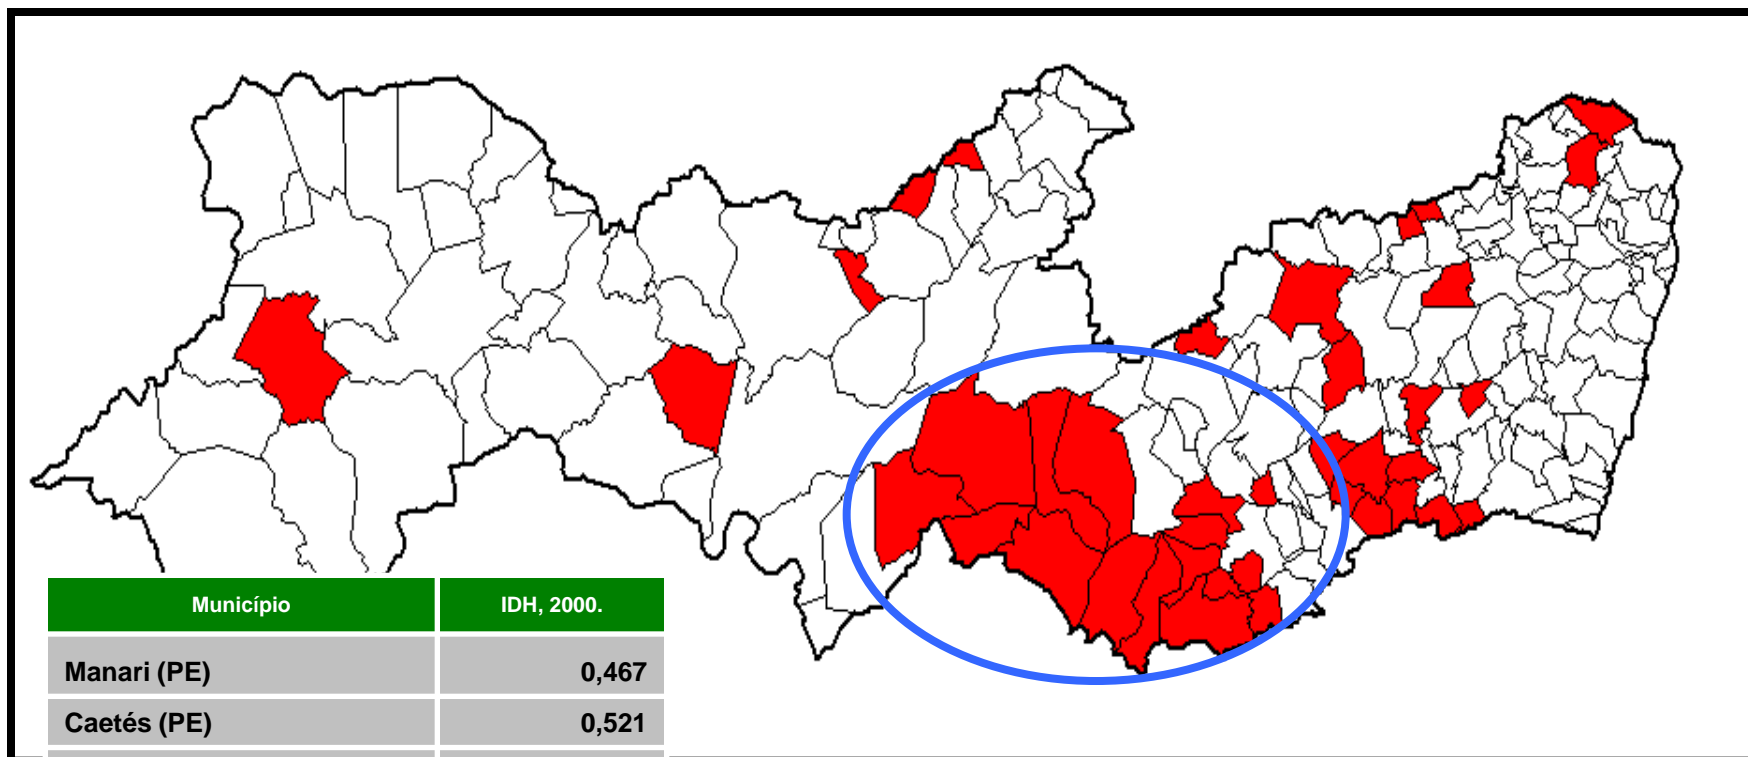 Município IDH, 2000.
Manari (PE) 0,467
Caetés (PE) 0,521